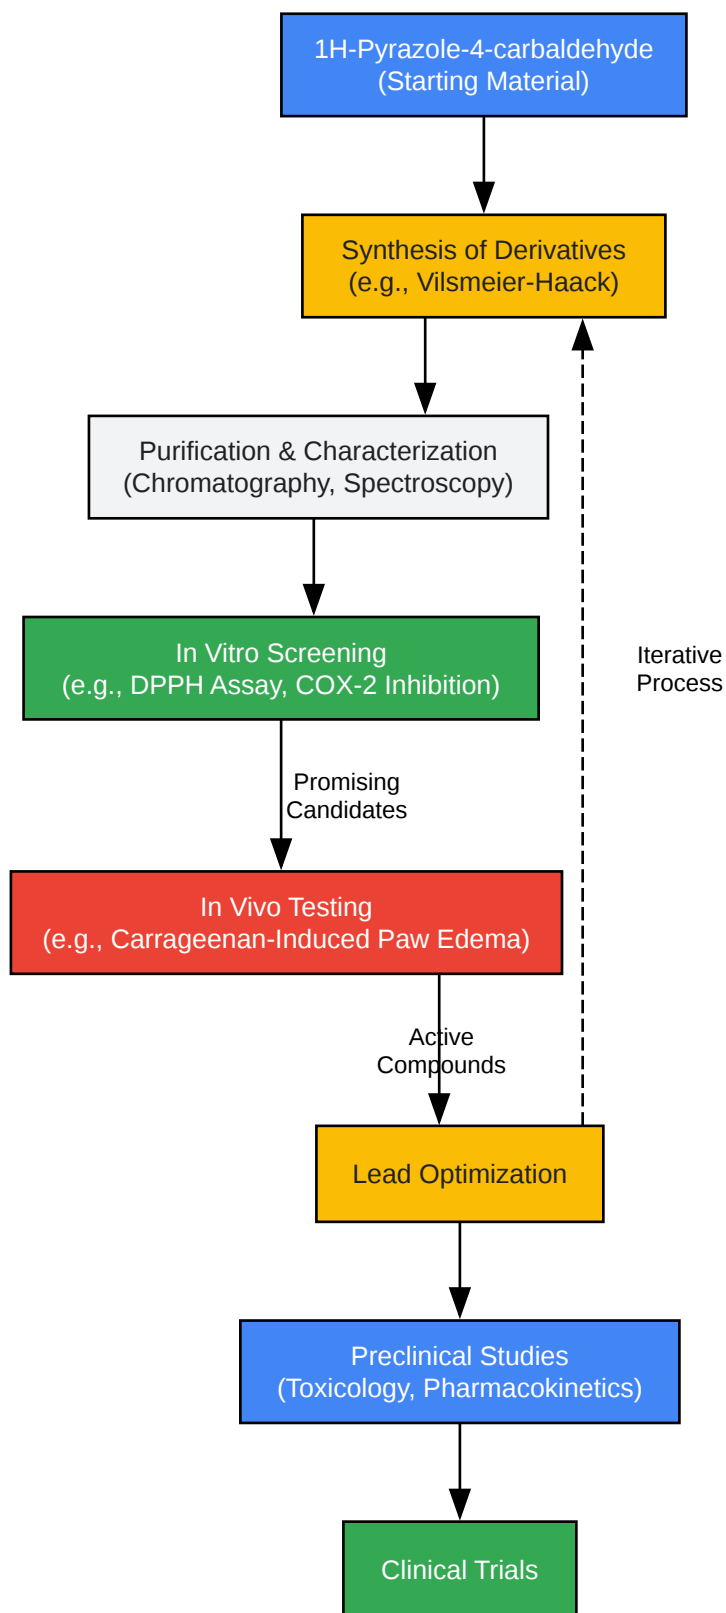 1H-Pyrazole-4-carbaldehyde
(Starting Material)
Synthesis of Derivatives
(e.g., Vilsmeier-Haack)
Purification & Characterization
(Chromatography, Spectroscopy)
In Vitro Screening
(e.g., DPPH Assay, COX-2 Inhibition)
Iterative
Process
Promising
Candidates
In Vivo Testing
(e.g., Carrageenan-Induced Paw Edema)
Active
Compounds
Lead Optimization
Preclinical Studies
(Toxicology, Pharmacokinetics)
Clinical Trials